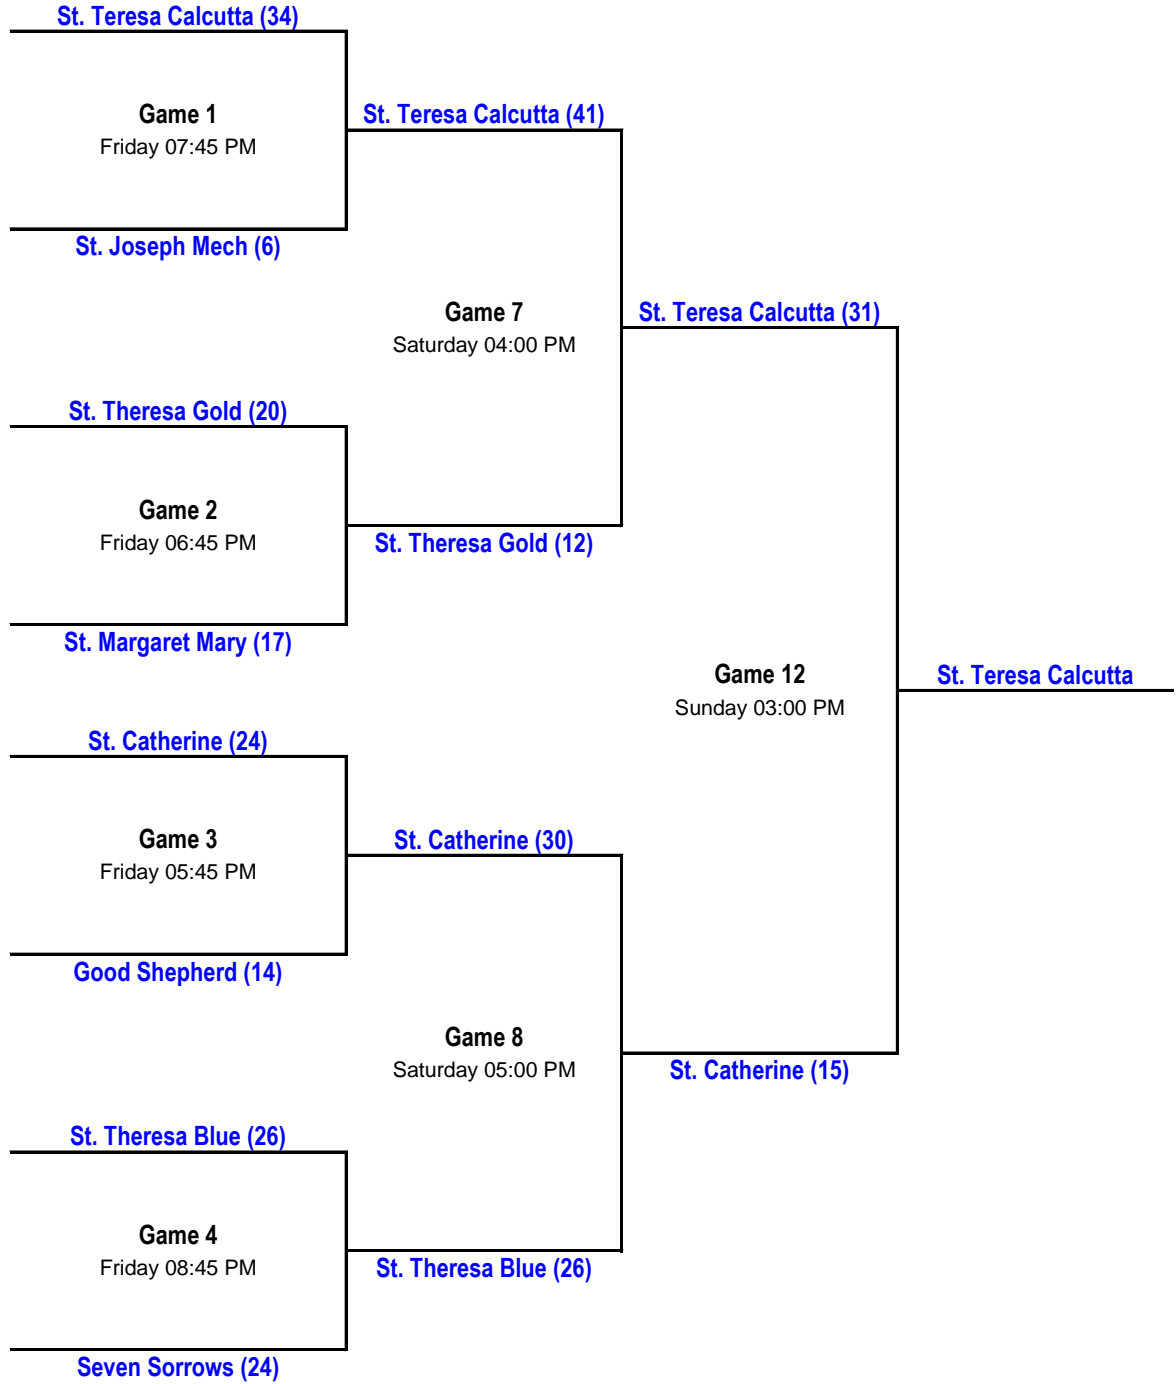 St. Teresa Calcutta (34)
Game 1
Friday 07:45 PM
St. Teresa Calcutta (41)
St. Joseph Mech (6)
Game 7
Saturday 04:00 PM
St. Teresa Calcutta (31)
St. Theresa Gold (20)
Game 2
Friday 06:45 PM
St. Theresa Gold (12)
St. Margaret Mary (17)
Game 12
Sunday 03:00 PM
St. Teresa Calcutta
St. Catherine (24)
Game 3
Friday 05:45 PM
St. Catherine (30)
Good Shepherd (14)
Game 8
Saturday 05:00 PM
St. Catherine (15)
St. Theresa Blue (26)
Game 4
Friday 08:45 PM
St. Theresa Blue (26)
Seven Sorrows (24)